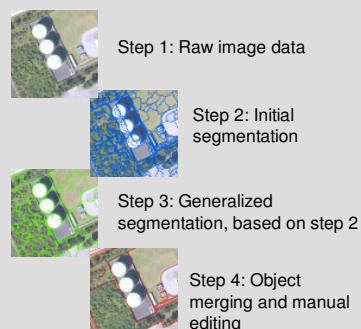 Step 1: Raw image data
Step 2: Initial
segmentation
Step 3: Generalized
segmentation, based on step 2
Step 4: Object
merging and manual
editing